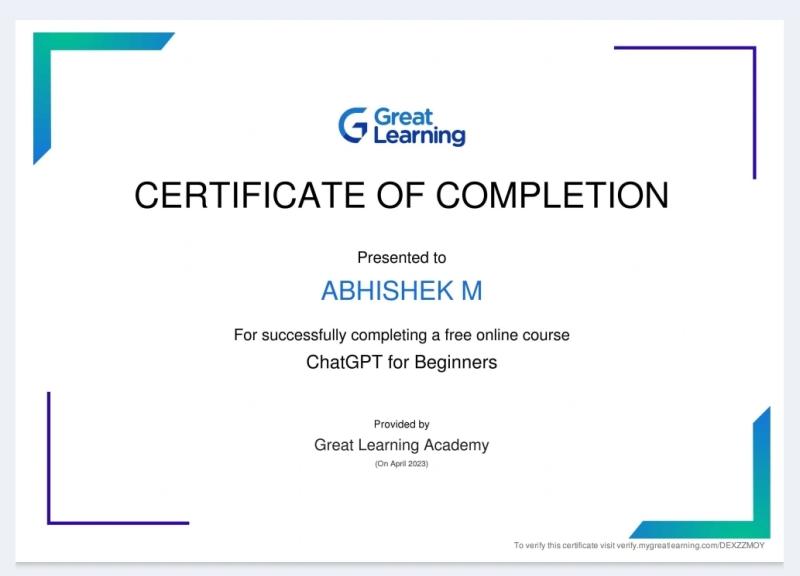 Great
Learning
CERTIFICATE OF COMPLETION
Presented to
ABHISHEK M
For successfully completing a free online course
ChatGPT for Beginners
Provided by
Great Learning Academy
(On April 2023)
To verify this certificate visit verify.mygreatlearning.com/DEXZZMOY